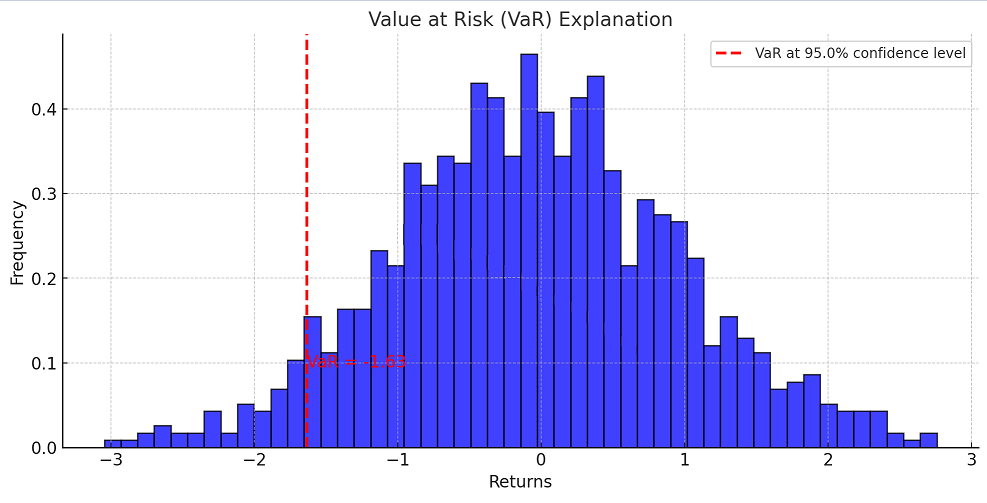 Value at Risk (VaR) Explanation
VaR at 95.0% confidence level
Frequency
0.4
0.3
0.2
0.1
0.0
VaR = -1.63
−3
−2
−1
0
1
2
3
Returns